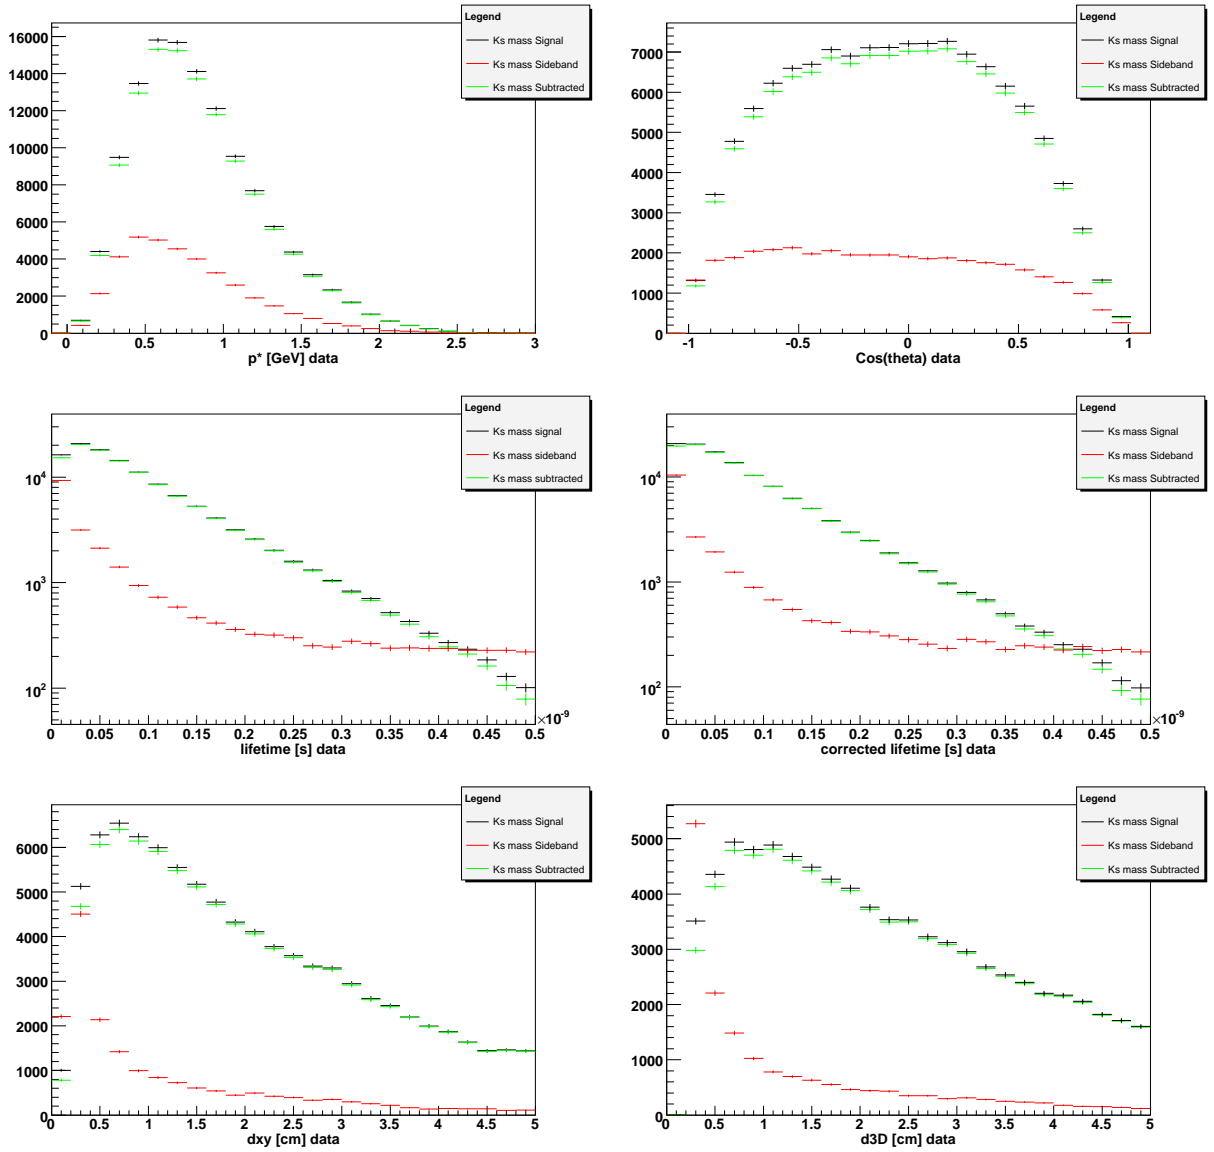 Legend
Ks mass Signal
Ks mass Sideband
Ks mass Subtracted
16000
14000
12000
10000
8000
6000
4000
2000
0
0 0.5 1 1.5 2 2.5 3
p* [GeV] data
Legend
Ks mass Signal
Ks mass Sideband
Ks mass Subtracted
7000
6000
5000
4000
3000
2000
1000
0
-1 -0.5 0 0.5 1
Cos(theta) data
Legend
Ks mass signal
Ks mass sideband
Ks mass subtracted
10^4
10^3
10^2
×10^-9
0 0.05 0.1 0.15 0.2 0.25 0.3 0.35 0.4 0.45 0.5
lifetime [s] data
Legend
Ks mass Signal
Ks mass sideband
Ks mass Subtracted
10^4
10^3
10^2
×10^-9
0 0.05 0.1 0.15 0.2 0.25 0.3 0.35 0.4 0.45 0.5
corrected lifetime [s] data
Legend
Ks mass Signal
Ks mass Sideband
Ks mass Subtracted
6000
5000
4000
3000
2000
1000
0
0 0.5 1 1.5 2 2.5 3 3.5 4 4.5 5
dxy [cm] data
Legend
Ks mass Signal
Ks mass Sideband
Ks mass Subtracted
5000
4000
3000
2000
1000
0
0 0.5 1 1.5 2 2.5 3 3.5 4 4.5 5
d3D [cm] data